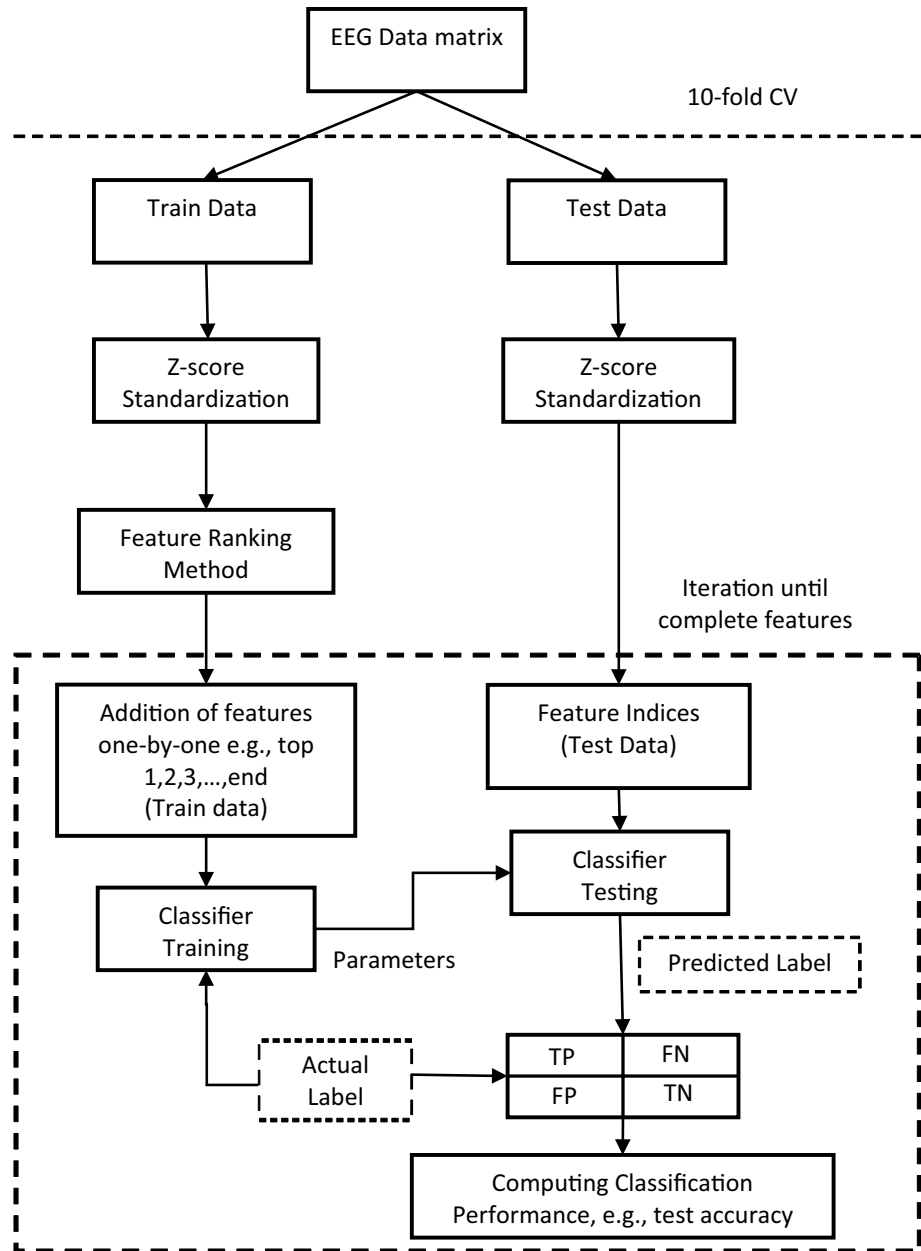 EEG Data matrix
10-fold CV
Train Data
Test Data
Z-score
Standardization
Z-score
Standardization
Feature Ranking
Method
Iteration until
complete features
Addition of features
one-by-one e.g., top
1,2,3,...,end
(Train data)
Feature Indices
(Test Data)
Classifier
Testing
Classifier
Training
Parameters
Predicted Label
Actual
Label
TP
FN
FP
TN
Computing Classification
Performance, e.g., test accuracy